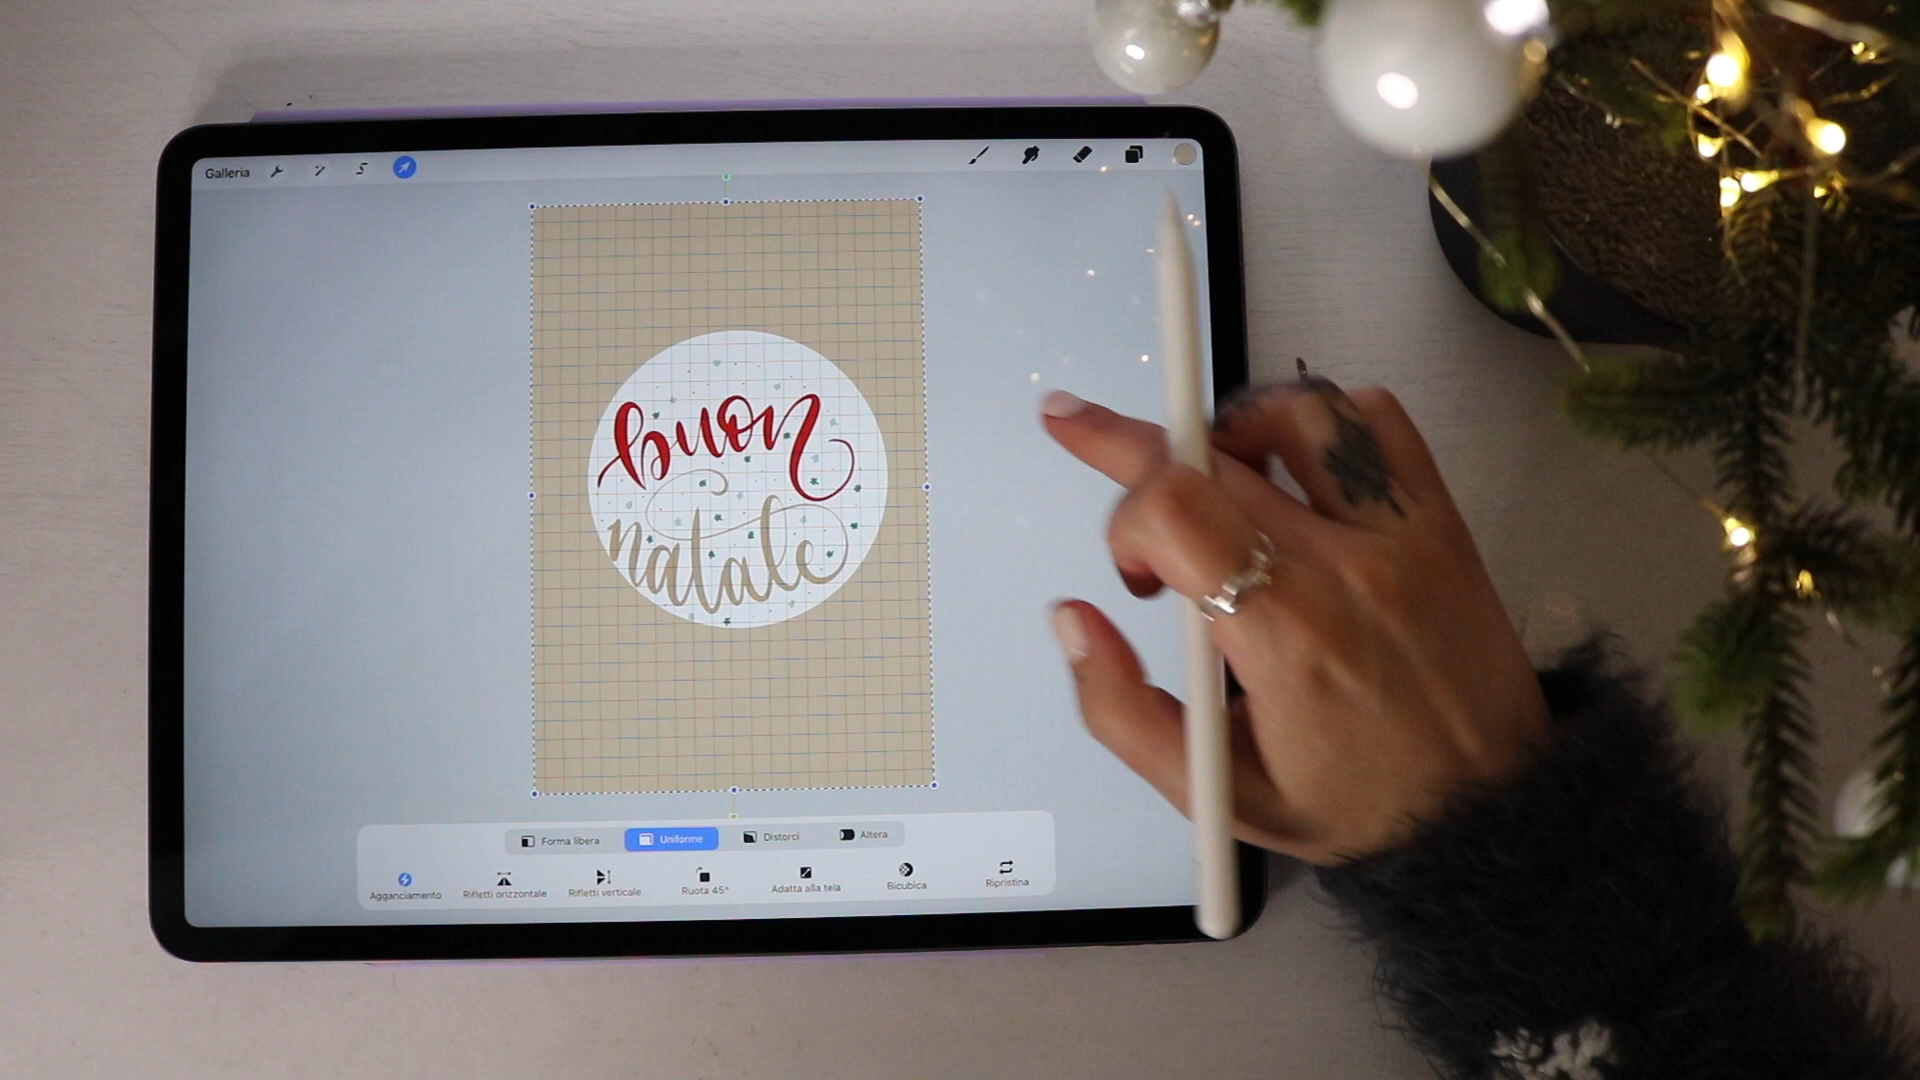 Galleria
buon
natale
Forma libera
Uniforme
Distorci
Altera
Agganciamento
Rifletti orizzontale
Rifletti verticale
Ruota 45°
Adatta alla tela
Bicubica
Ripristina